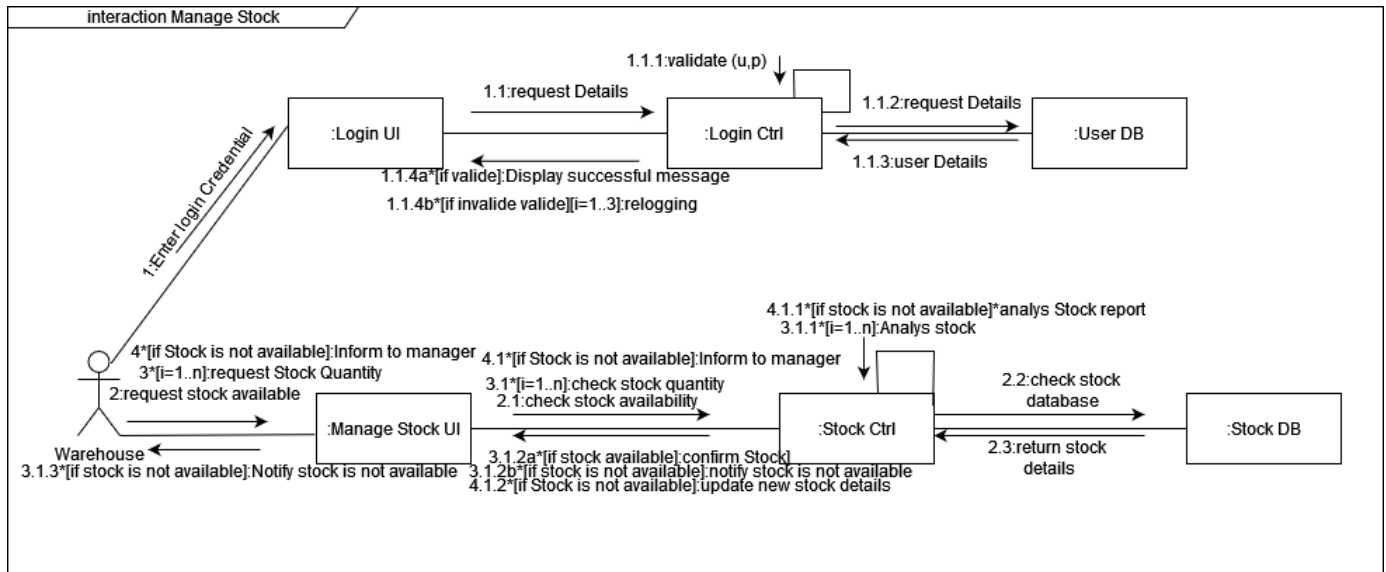 interaction Manage Stock
1.1.1:validate (u,p)
1.1:request Details
1.1.2:request Details
:Login UI
:Login Ctrl
:User DB
1.1.3:user Details
1.1.4a*[if valide]:Display successful message
1.1.4b*[if invalide valide][i=1..3]:relogging
1:Enter login Credential
4.1.1*[if stock is not available]*analys Stock report
3.1.1*[i=1..n]:Analys stock
4*[if Stock is not available]:Inform to manager
3*[i=1..n]:request Stock Quantity
2:request stock available
4.1*[if Stock is not available]:Inform to manager
3.1*[i=1..n]:check stock quantity
2.1:check stock availability
2.2:check stock
database
:Manage Stock UI
:Stock Ctrl
:Stock DB
Warehouse
3.1.3*[if stock is not available]:Notify stock is not available
3.1.2a*[if stock available]:confirm Stock]
3.1.2b*[if stock is not available]:notify stock is not available
4.1.2*[if Stock is not available]:update new stock details
2.3:return stock
details